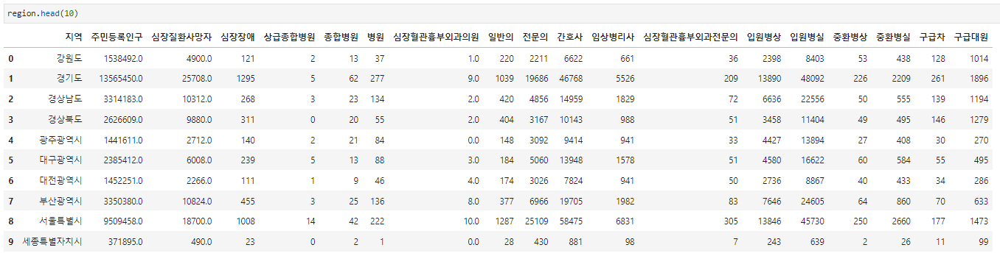 region.head(10)
지역 주민등록인구 심장질환사망자 심장장애 상급종합병원 종합병원 병원 심장혈관흉부외과의원 일반의 전문의 간호사 임상병리사 심장혈관흉부외과전문의 입원병상 입원병실 중환병상 중환병실 구급차 구급대원
0 강원도 1538492.0 4900.0 121 2 13 37 1.0 220 2211 6622 661 36 2398 8403 53 438 128 1014
1 경기도 13565450.0 25708.0 1295 5 62 277 9.0 1039 19686 46768 5526 209 13890 48092 226 2209 261 1896
2 경상남도 3314183.0 10312.0 268 3 23 134 2.0 420 4856 14959 1829 72 6636 22556 50 555 139 1194
3 경상북도 2626609.0 9880.0 311 0 20 55 2.0 404 3167 10143 988 51 3458 11404 49 495 146 1279
4 광주광역시 1441611.0 2712.0 140 2 21 84 0.0 148 3092 9414 941 33 4427 13894 27 408 30 270
5 대구광역시 2385412.0 6008.0 239 5 13 88 3.0 184 5060 13948 1578 51 4580 16622 60 584 55 495
6 대전광역시 1452251.0 2266.0 111 1 9 46 4.0 174 3026 7824 941 50 2736 8867 40 433 34 286
7 부산광역시 3350380.0 10824.0 455 3 25 136 8.0 377 6966 19705 1982 83 7646 24605 64 860 70 633
8 서울특별시 9509458.0 18700.0 1008 14 42 222 10.0 1287 25109 58475 6831 305 13846 45730 250 2660 177 1473
9 세종특별자치시 371895.0 490.0 23 0 2 1 0.0 28 430 881 98 7 243 639 2 26 11 99